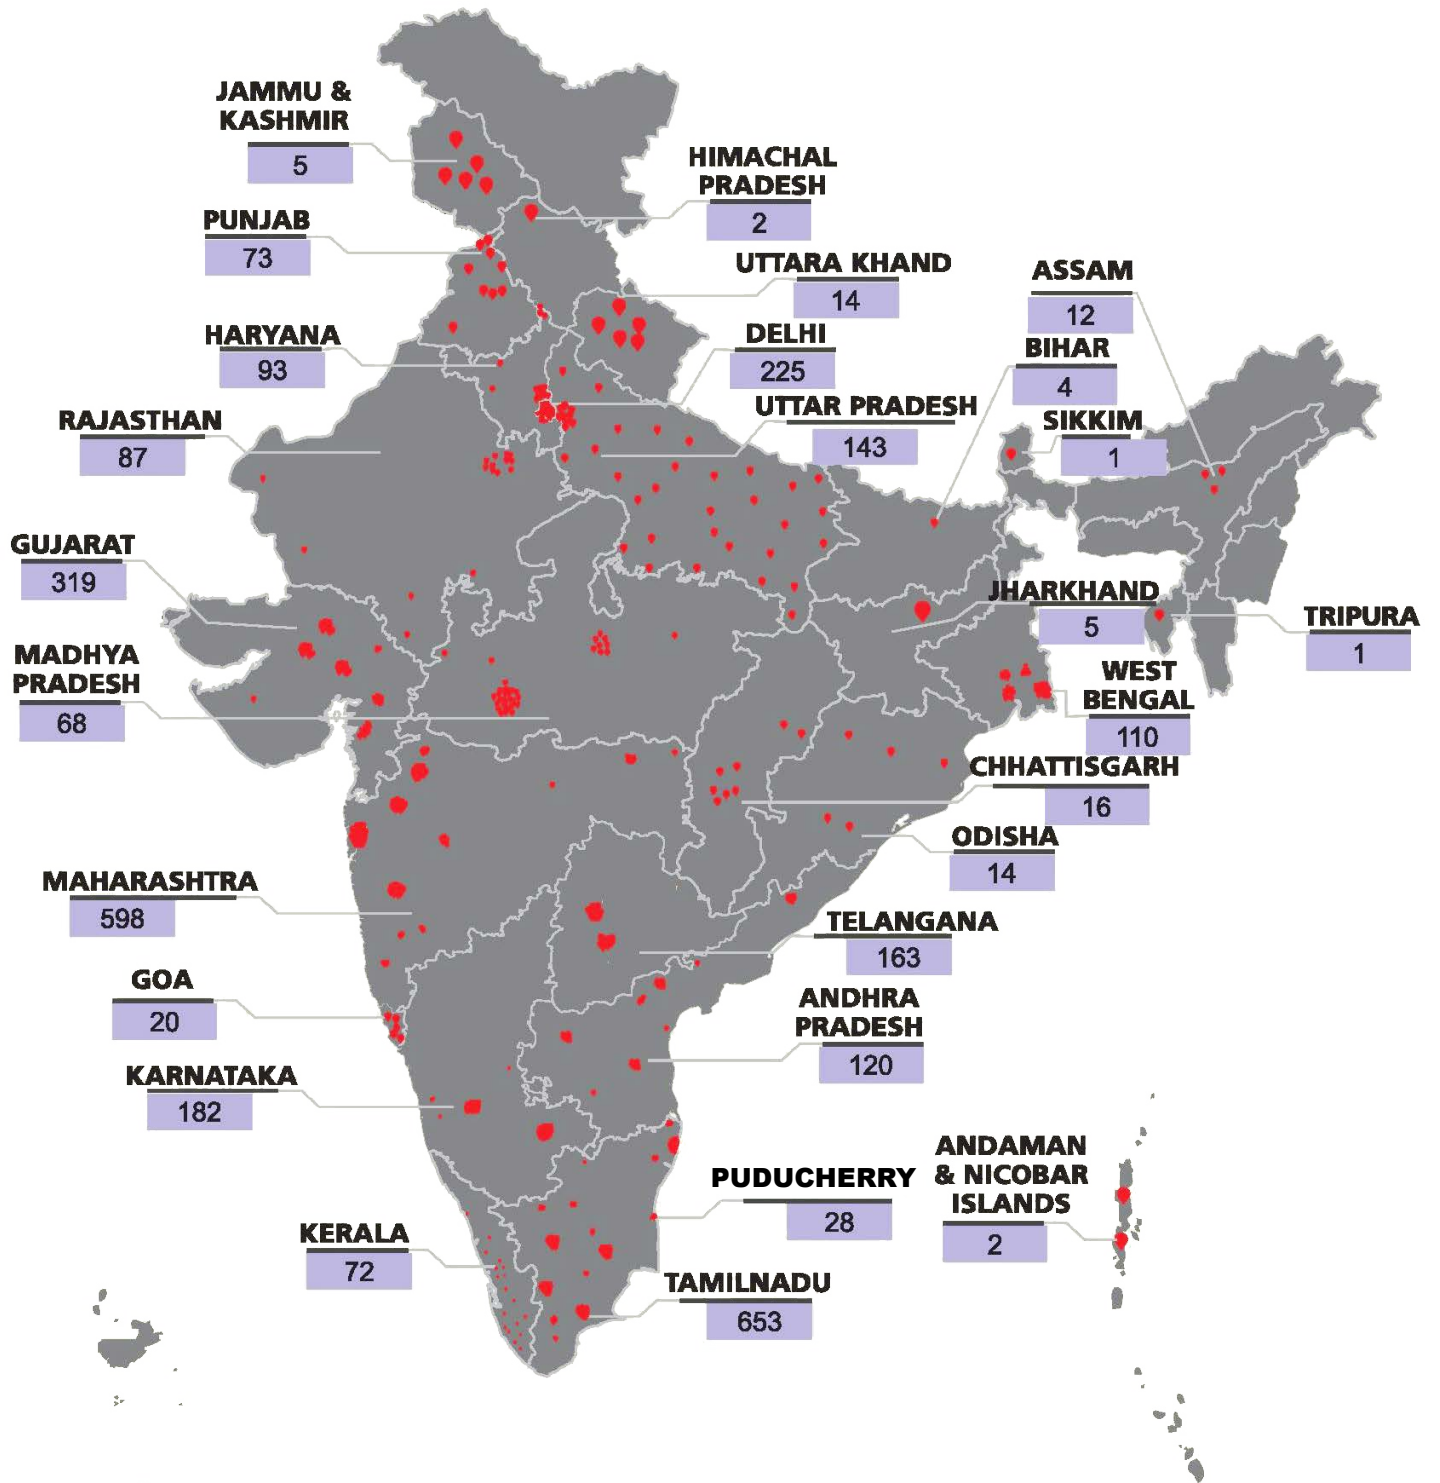 JAMMU &
KASHMIR
5
HIMACHAL
PRADESH
2
PUNJAB
73
UTTARA KHAND
14
ASSAM
12
HARYANA
93
DELHI
225
BIHAR
4
RAJASTHAN
87
UTTAR PRADESH
143
SIKKIM
1
GUJARAT
319
JHARKHAND
5
TRIPURA
1
MADHYA
PRADESH
68
WEST
BENGAL
110
CHHATTISGARH
16
ODISHA
14
MAHARASHTRA
598
TELANGANA
163
GOA
20
ANDHRA
PRADESH
120
KARNATAKA
182
ANDAMAN
& NICOBAR
ISLANDS
2
PUDUCHERRY
28
KERALA
72
TAMILNADU
653